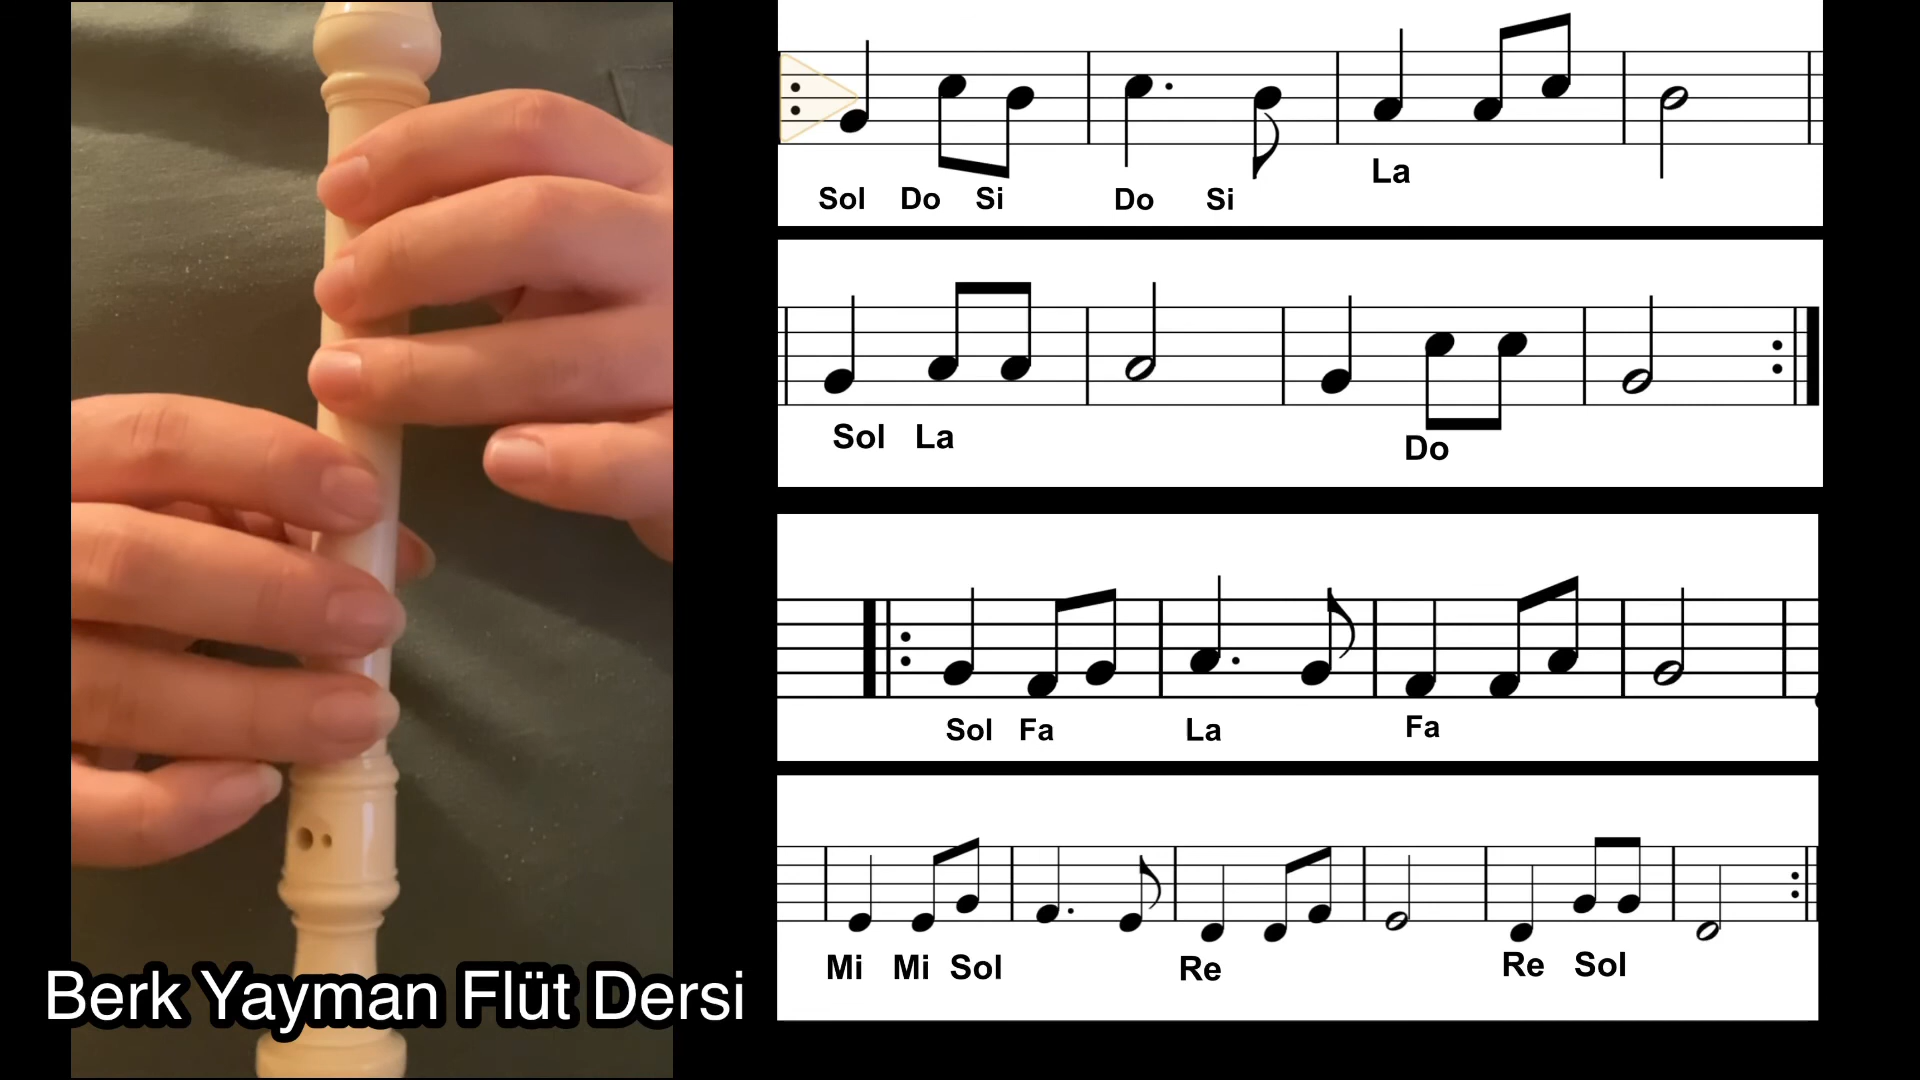 Sol Do Si Do Si La
Sol La Do
Sol Fa La Fa
Mi Mi Sol Re Re Sol
Berk Yayman Flüt Dersi